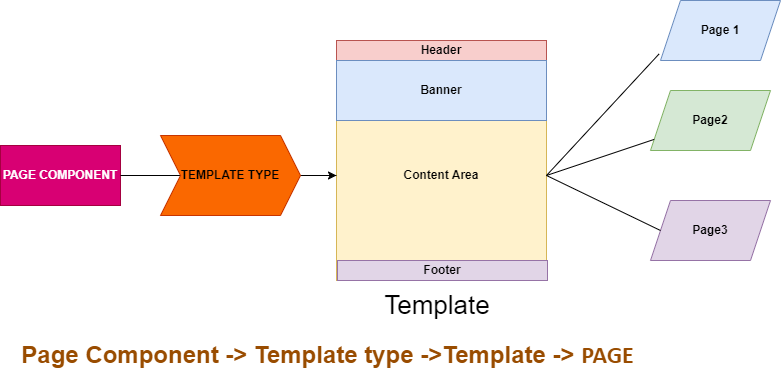 Page 1
Header
Banner
Page2
PAGE COMPONENT
TEMPLATE TYPE
Content Area
Page3
Footer
Template
Page Component -> Template type ->Template -> PAGE